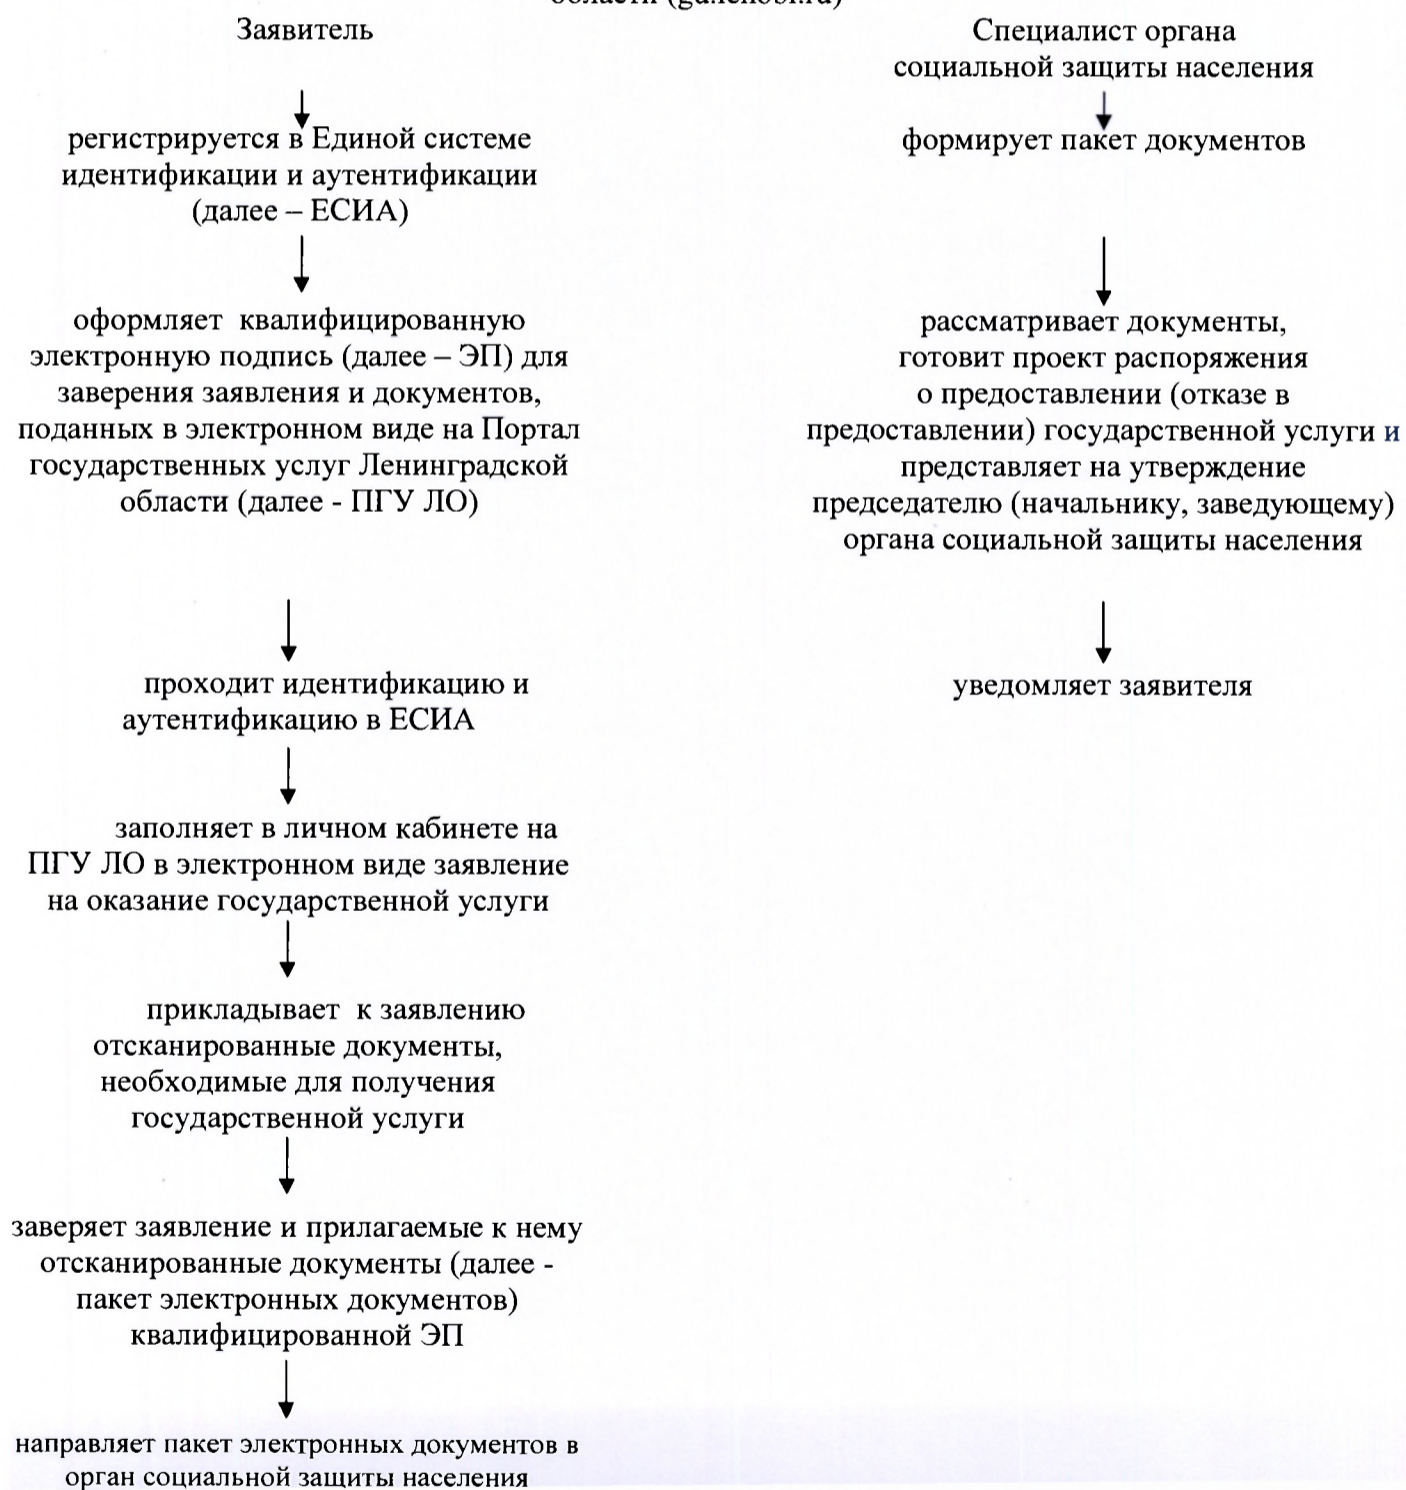 Заявитель
регистрируется в Единой системе
идентификации и аутентификации
(далее – ЕСИА)
оформляет квалифицированную
электронную подпись (далее – ЭП) для
заверения заявления и документов,
поданных в электронном виде на Портал
государственных услуг Ленинградской
области (далее - ПГУ ЛО)
проходит идентификацию и
аутентификацию в ЕСИА
заполняет в личном кабинете на
ПГУ ЛО в электронном виде заявление
на оказание государственной услуги
прикладывает к заявлению
отсканированные документы,
необходимые для получения
государственной услуги
заверяет заявление и прилагаемые к нему
отсканированные документы (далее -
пакет электронных документов)
квалифицированной ЭП
направляет пакет электронных документов в
орган социальной защиты населения
Специалист органа
социальной защиты населения
формирует пакет документов
рассматривает документы,
готовит проект распоряжения
о предоставлении (отказе в
предоставлении) государственной услуги и
представляет на утверждение
председателю (начальнику, заведующему)
органа социальной защиты населения
уведомляет заявителя